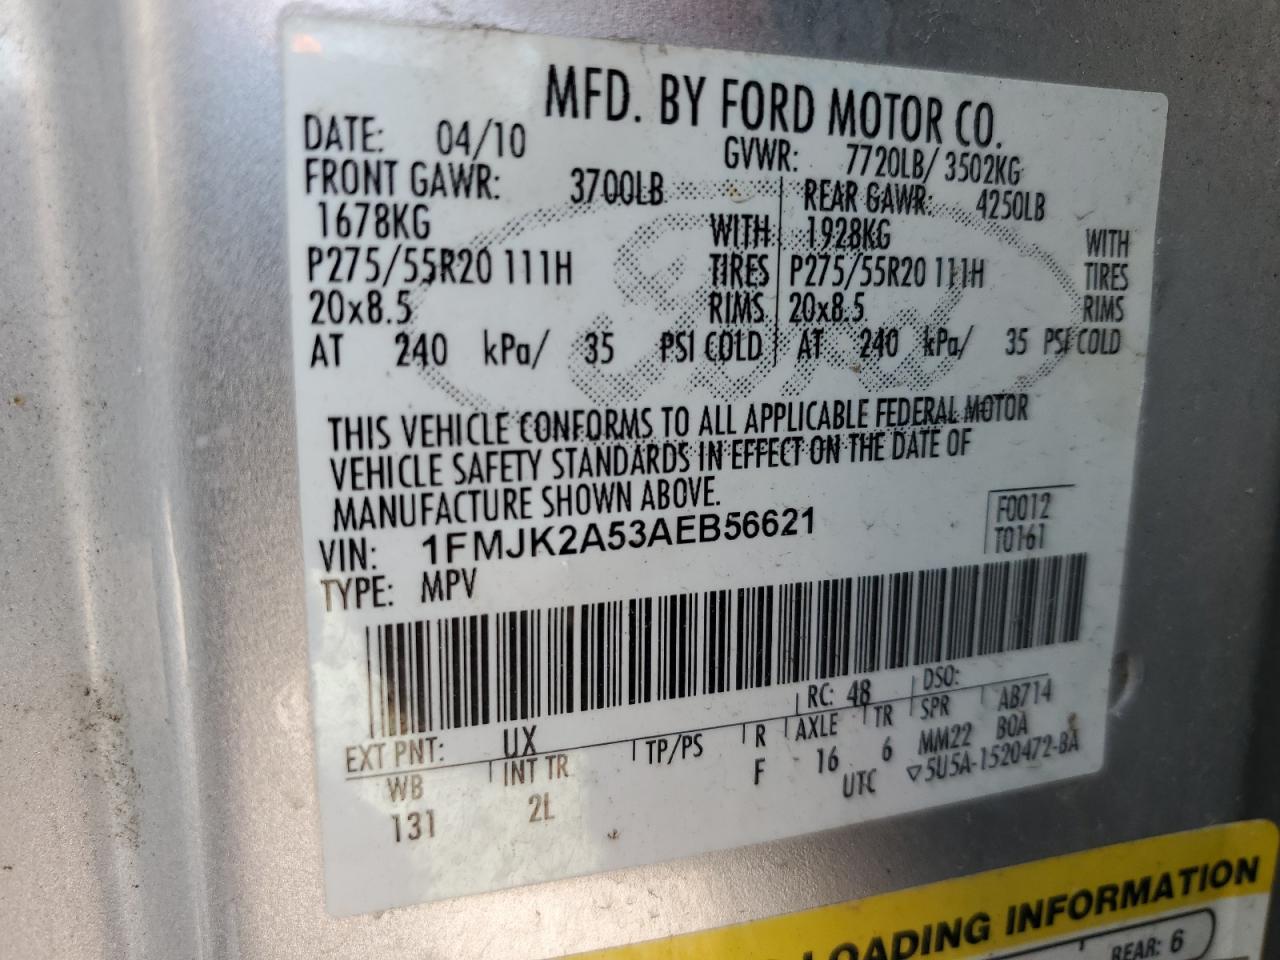 MFD. BY FORD MOTOR CO.
DATE: 04/10 GVWR: 7720LB/ 3502KG
FRONT GAWR: 3700LB REAR GAWR: 4250LB
1678KG WITH 1928KG WITH
P275/55R20 111H TIRES P275/55R20 111H TIRES
20x8.5 RIMS 20x8.5 RIMS
AT 240 kPa/ 35 PSI COLD AT 240 kPa/ 35 PSI COLD
THIS VEHICLE CONFORMS TO ALL APPLICABLE FEDERAL MOTOR
VEHICLE SAFETY STANDARDS IN EFFECT ON THE DATE OF
MANUFACTURE SHOWN ABOVE.
F0012
VIN: 1FMJK2A53AEB56621 T0161
TYPE: MPV
RC: 48 DSO:
EXT PNT: UX AB714
WB INT TR TP/PS R AXLE TR SPR
131 2L F 16 6 MM22 BOA
UTC ▽5U5A-1520472-BA
LOADING INFORMATION
REAR: 6